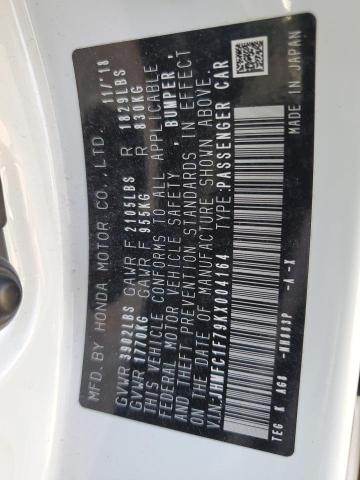 MFD.BY HONDA MOTOR CO.,LTD. 11/'18
GVWR 3902LBS GAWR F 2105LBS R 1829LBS
GVWR 1770KG GAWR F 955KG R 830KG
THIS VEHICLE CONFORMS TO ALL APPLICABLE
FEDERAL MOTOR VEHICLE SAFETY , BUMPER ,
AND THEFT PREVENTION STANDARDS IN EFFECT
ON THE DATE OF MANUFACTURE SHOWN ABOVE.
V.I.N.: TYPE:PASSENGER CAR
TEG K AGR -A -X MADE IN JAPAN